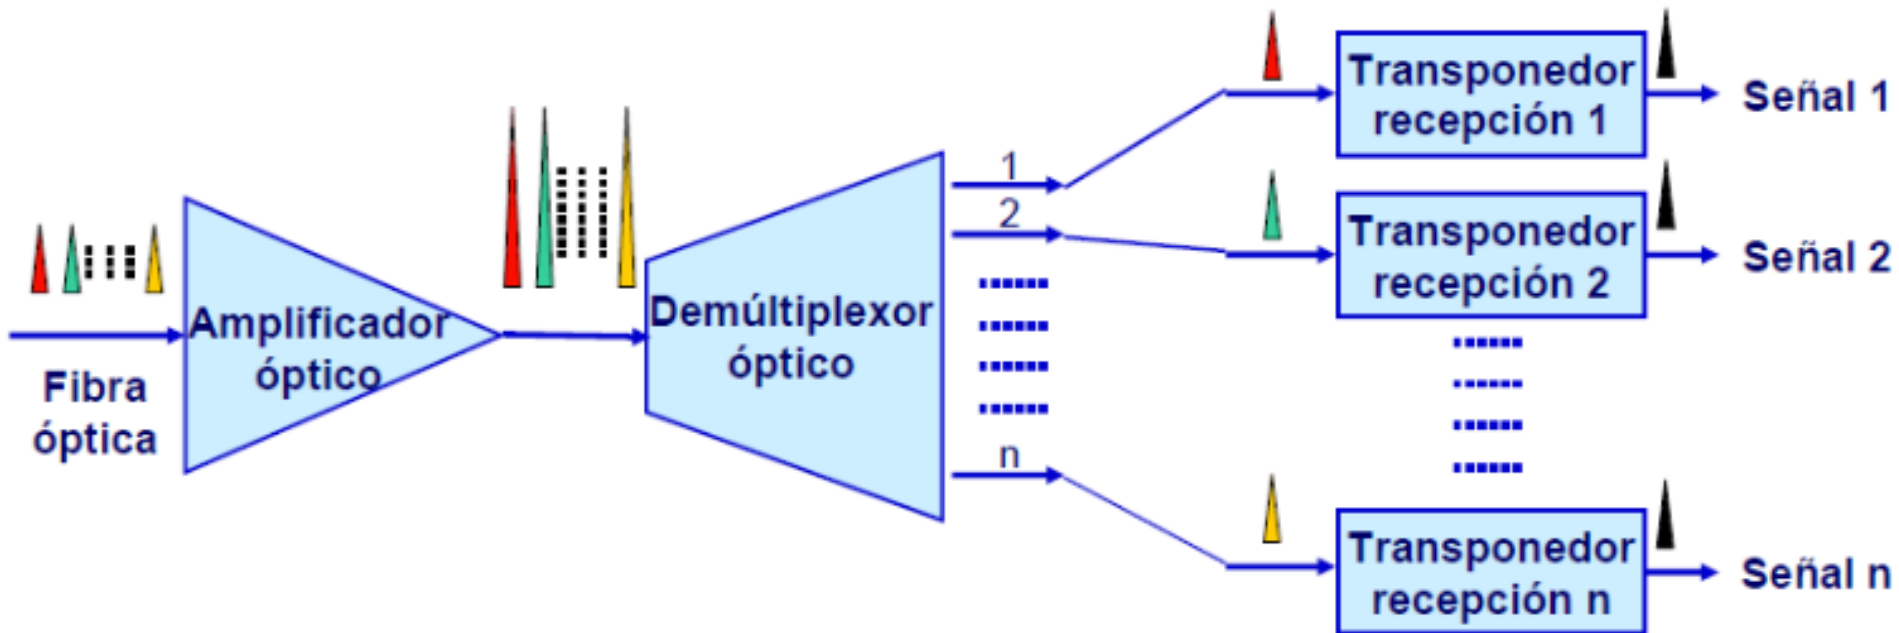 Fibra
óptica
Amplificador
óptico
Demúltiplexor
óptico
1
2
n
Transponedor
recepción 1
Señal 1
Transponedor
recepción 2
Señal 2
Transponedor
recepción n
Señal n